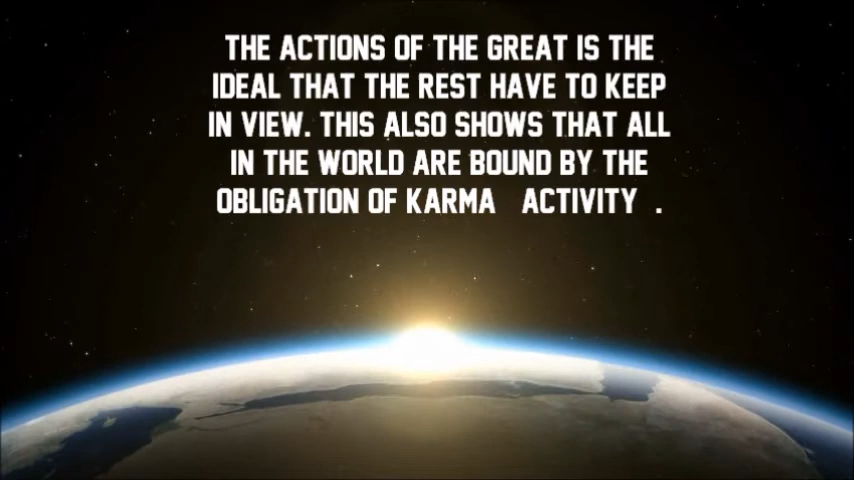 THE ACTIONS OF THE GREAT IS THE
IDEAL THAT THE REST HAVE TO KEEP
IN VIEW. THIS ALSO SHOWS THAT ALL
IN THE WORLD ARE BOUND BY THE
OBLIGATION OF KARMA ACTIVITY .